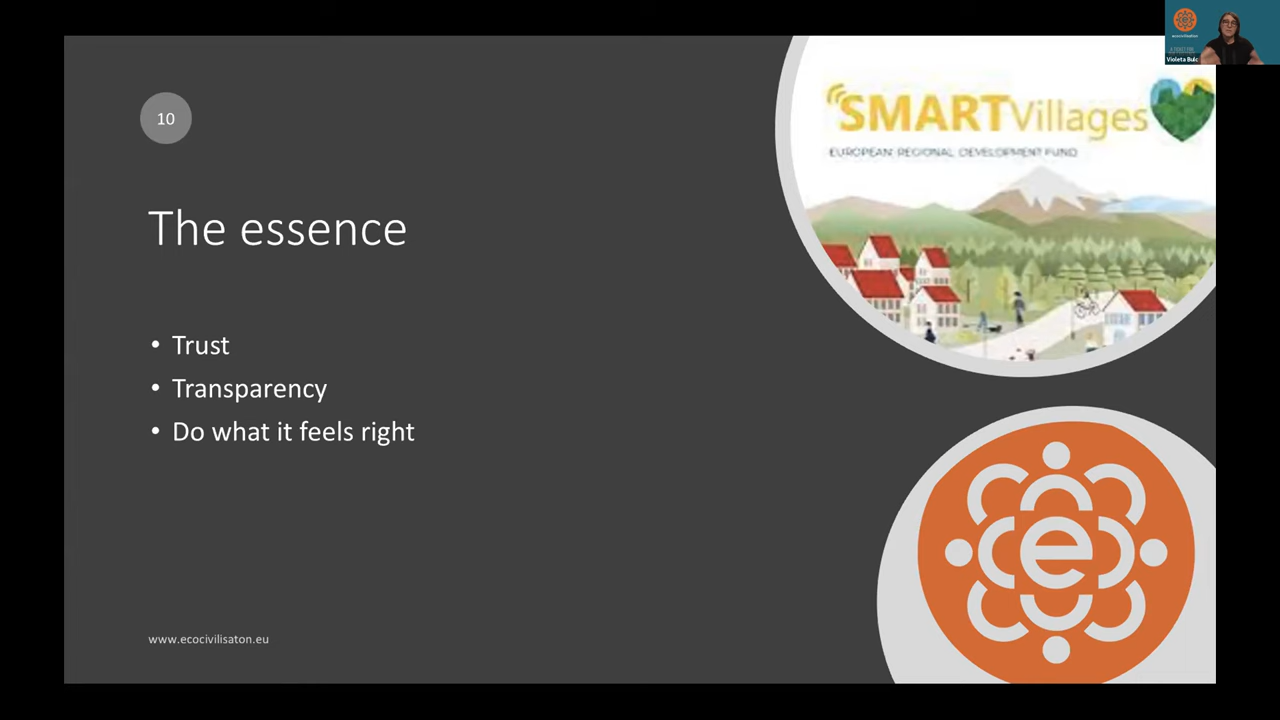 10
The essence
• Trust
• Transparency
• Do what it feels right
www.ecocivilisaton.eu
SMARTVillages
EUROPEAN REGIONAL DEVELOPMENT FUND
e
ecocivilisation
Violeta Bulc